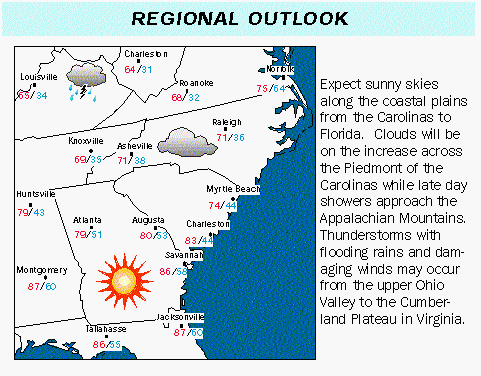 REGIONAL OUTLOOK
Charleston
64/31
Louisville
65/34
Roanoke
68/32
Norfolk
75/64
Raleigh
71/36
Knoxville
69/35
Asheville
71/38
Huntsville
79/43
Myrtle Beach
74/44
Atlanta
79/51
Augusta
80/53
Charleston
83/44
Savannah
86/58
Montgomery
87/60
Jacksonville
87/60
Tallahasse
86/55
Expect sunny skies
along the coastal plains
from the Carolinas to
Florida. Clouds will be
on the increase across
the Piedmont of the
Carolinas while late day
showers approach the
Appalachian Mountains.
Thunderstorms with
flooding rains and dam-
aging winds may occur
from the upper Ohio
Valley to the Cumber-
land Plateau in Virginia.